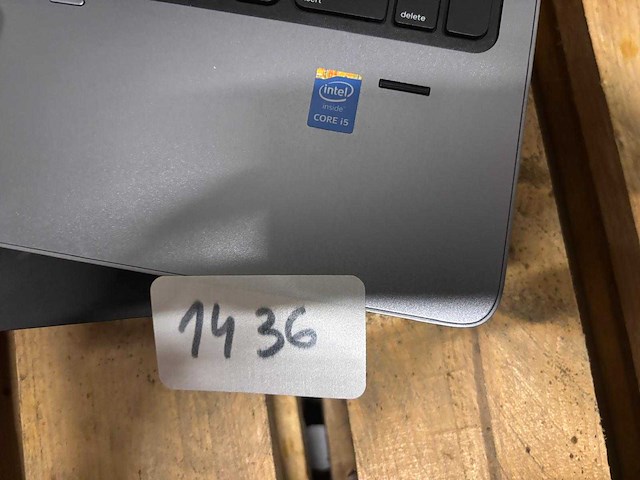 delete
intel
inside
CORE i5
1436